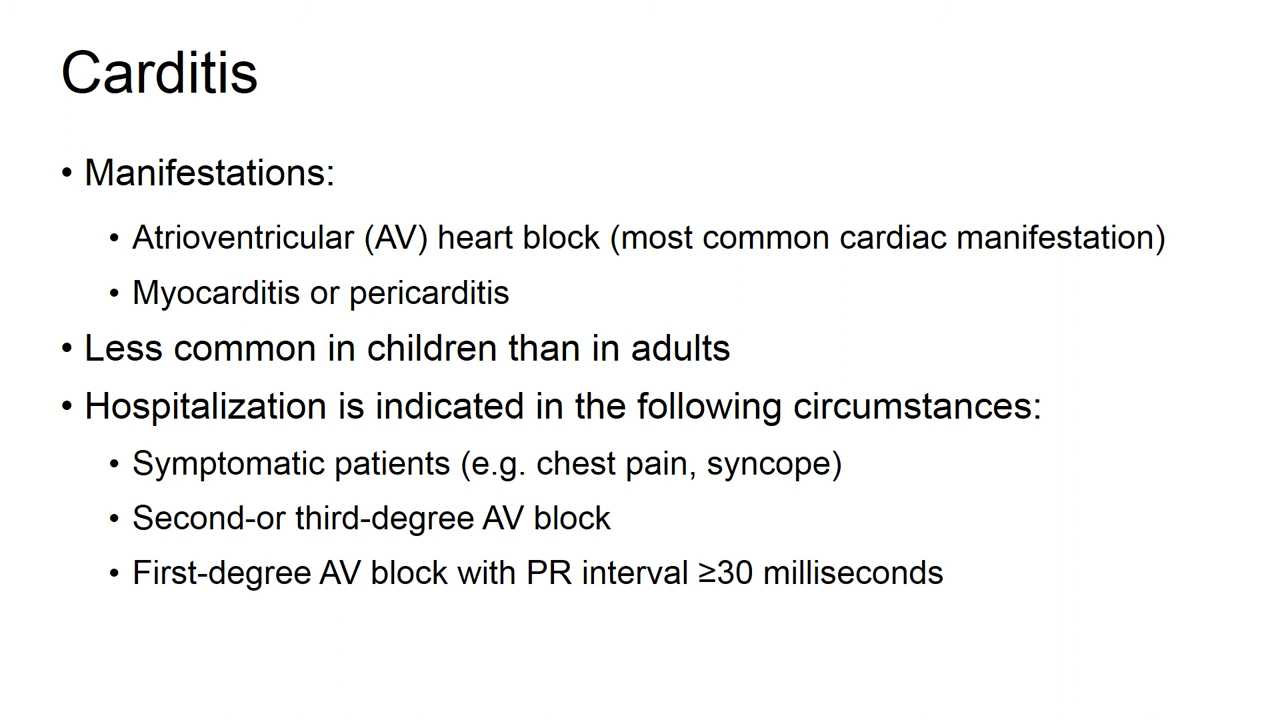 Carditis
• Manifestations:
• Atrioventricular (AV) heart block (most common cardiac manifestation)
• Myocarditis or pericarditis
• Less common in children than in adults
• Hospitalization is indicated in the following circumstances:
• Symptomatic patients (e.g. chest pain, syncope)
• Second-or third-degree AV block
• First-degree AV block with PR interval ≥30 milliseconds